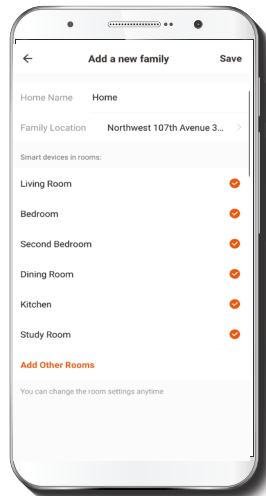 Add a new family Save
Home Name Home
Family Location Northwest 107th Avenue 3...
Smart devices in rooms:
Living Room
Bedroom
Second Bedroom
Dining Room
Kitchen
Study Room
Add Other Rooms
You can change the room settings anytime